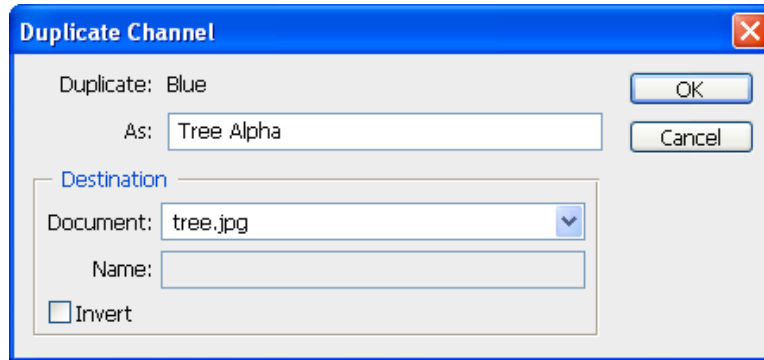 Duplicate Channel
Duplicate: Blue
OK
As: Tree Alpha
Cancel
Destination
Document: tree.jpg
Name:
Invert